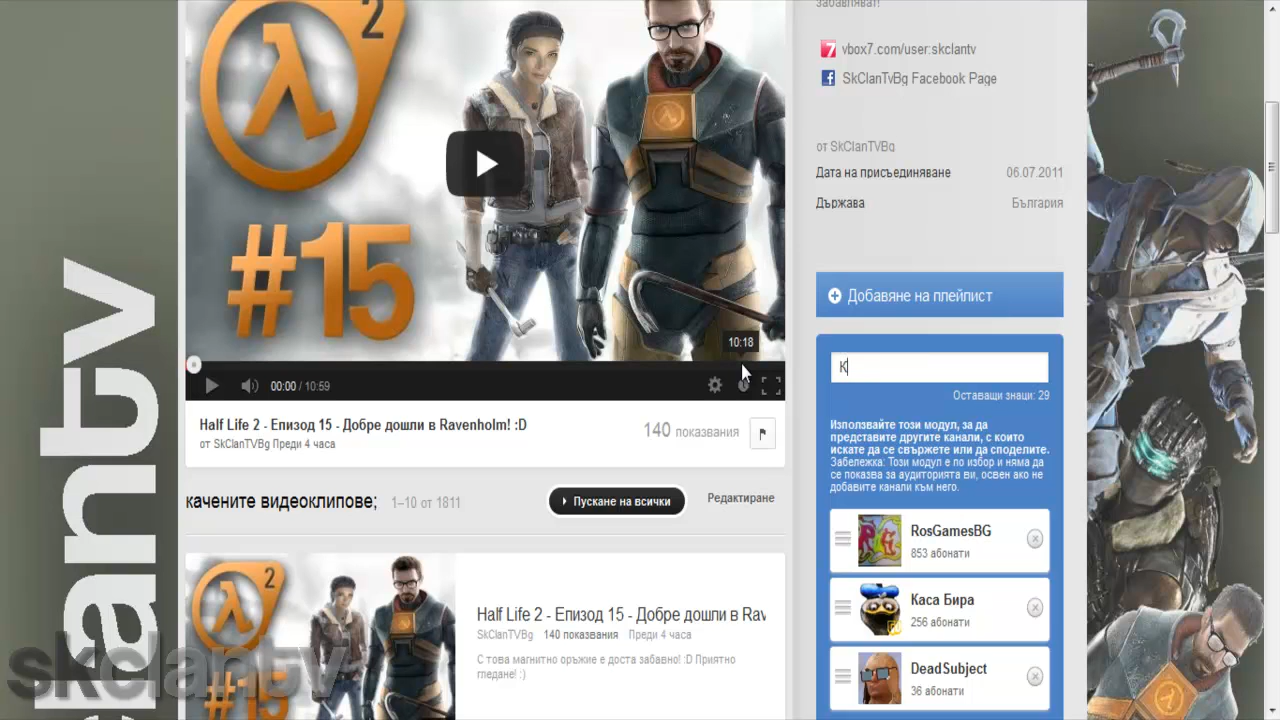 забавляват!
vbox7.com/user:skclantv
SkClanTvBg Facebook Page
от SkClanTVBg
Дата на присъединяване 06.07.2011
Държава България
Добавяне на плейлист
К
Оставащи знаци: 29
Използвайте този модул, за да
представите другите канали, с които
искате да се свържете или да споделите.
Забележка: Този модул е по избор и няма да
се показва за аудиторията ви, освен ако не
добавите канали към него.
RosGamesBG
853 абонати
Каса Бира
256 абонати
DeadSubject
36 абонати
2
#15
10:18
00:00 / 10:59
Half Life 2 - Епизод 15 - Добре дошли в Ravenholm! :D
от SkClanTVBg Преди 4 часа
140 показвания
качените видеоклипове;
1–10 от 1811
Пускане на всички
Редактиране
2
#15
Half Life 2 - Епизод 15 - Добре дошли в Rav
SkClanTVBg 140 показвания Преди 4 часа
С това магнитно оръжие е доста забавно! :D Приятно
гледане! :)
clantv
skclantv